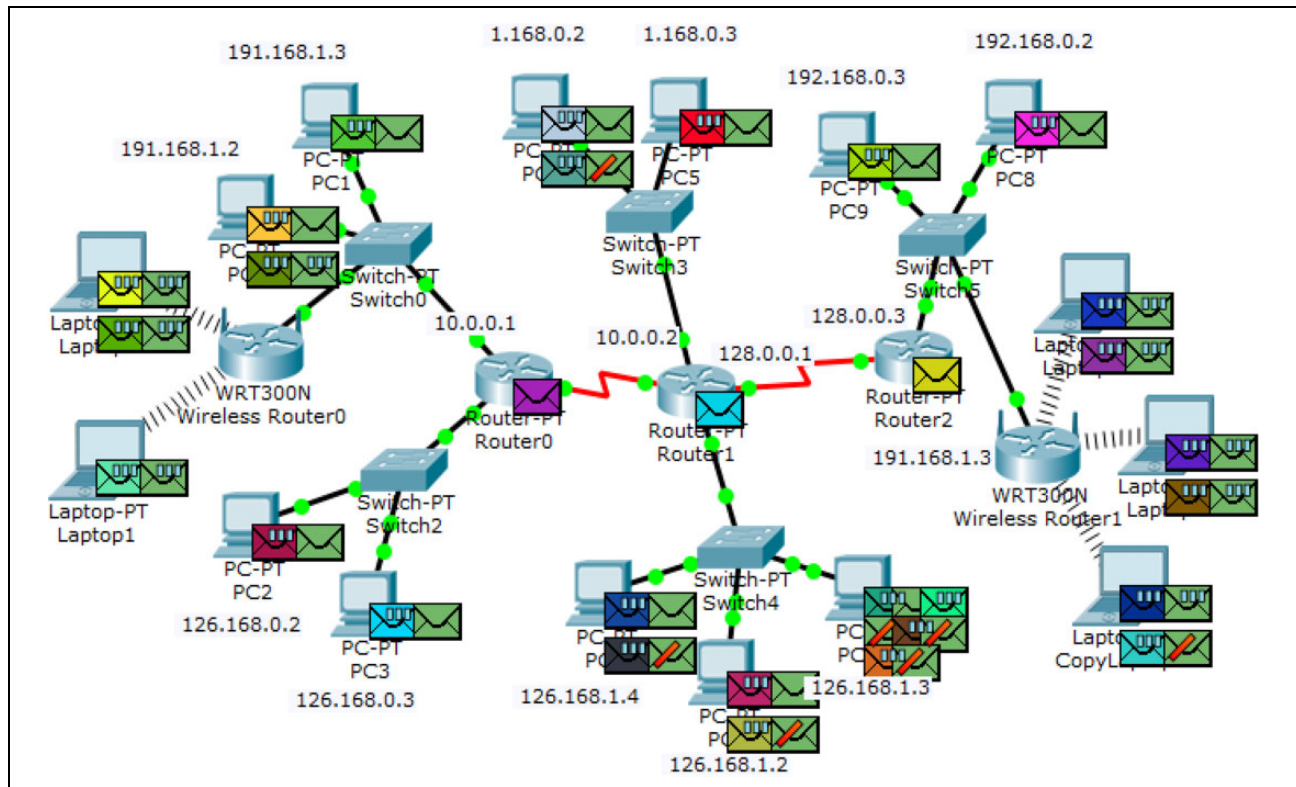 191.168.1.3
1.168.0.2
1.168.0.3
192.168.0.2
192.168.0.3
191.168.1.2
PC-PT
PC1
PC-PT
PC5
PC-PT
PC9
PC-PT
PC8
Switch-PT
Switch0
Switch-PT
Switch3
Switch-PT
Switch5
10.0.0.1
10.0.0.2
128.0.0.1
128.0.0.3
WRT300N
Wireless Router0
Router-PT
Router0
Router-PT
Router1
Router-PT
Router2
191.168.1.3
WRT300N
Wireless Router1
Laptop-PT
Laptop1
Switch-PT
Switch2
PC-PT
PC2
126.168.0.2
PC-PT
PC3
126.168.0.3
Switch-PT
Switch4
126.168.1.4
126.168.1.3
126.168.1.2